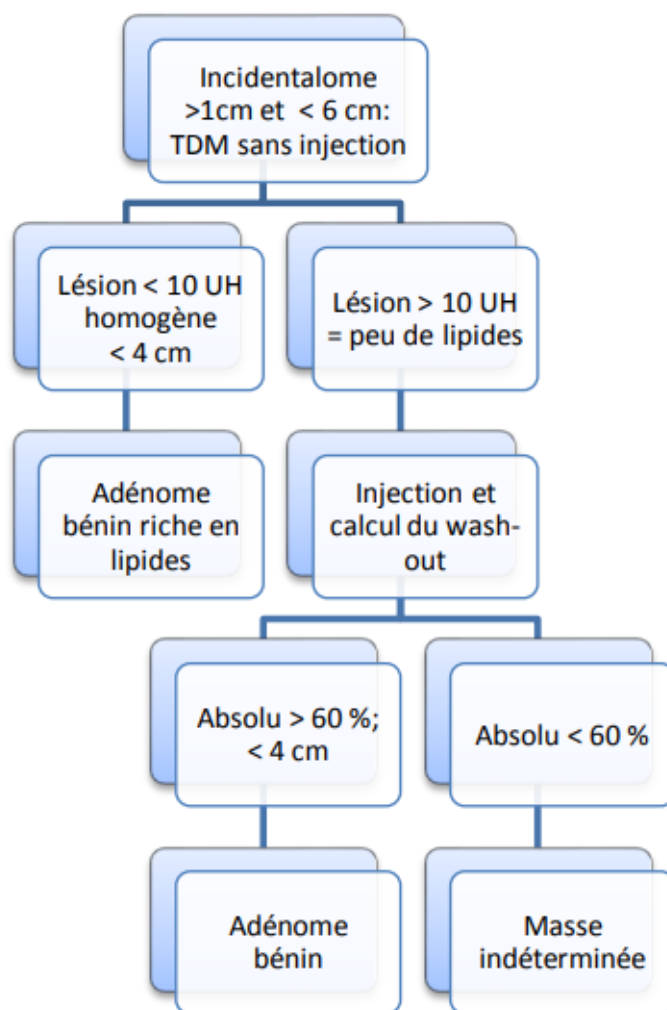 Incidentalome
>1cm et < 6 cm:
TDM sans injection
Lésion < 10 UH
homogène
< 4 cm
Lésion > 10 UH
= peu de lipides
Adénome
bénin riche en
lipides
Injection et
calcul du wash-
out
Absolu > 60 %;
< 4 cm
Absolu < 60 %
Adénome
bénin
Masse
indéterminée